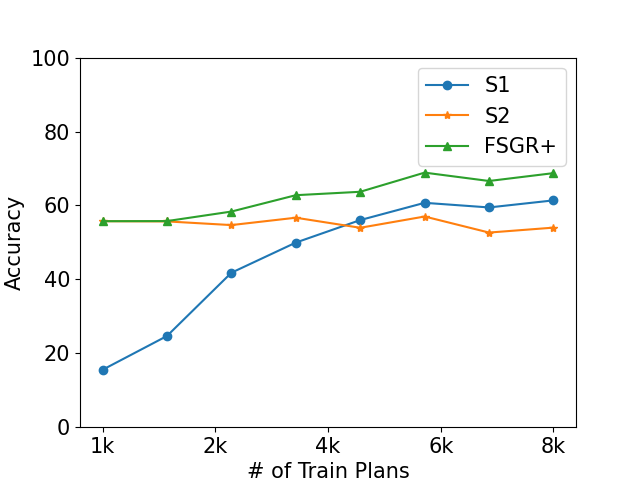 100
80
60
40
20
0
Accuracy
S1
S2
FSGR+
1k
2k
4k
6k
8k
# of Train Plans